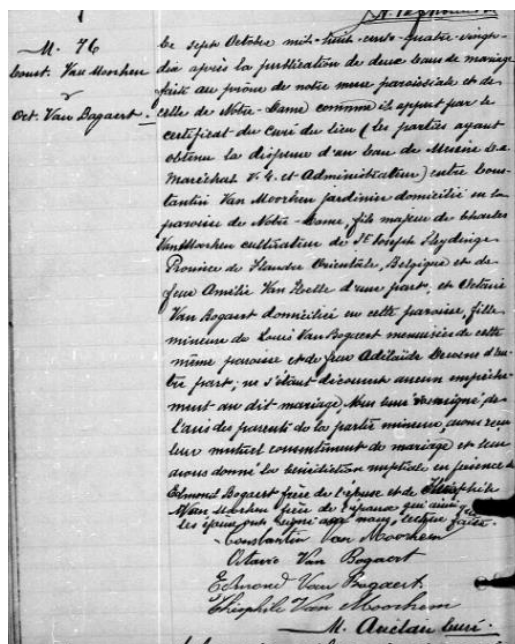 M. 76
Const. Van Moorhem
&
Oct. Van Bogaert
Le sept Octobre mil-huit-cent-quatre-vingt-
dix après la publication de deux bans de mariage
faite au prône de notre messe paroissiale et de
celle de Notre-Dame comme il appert par le
certificat du Curé du lieu (les parties ayant
obtenu la dispense d'un ban de Messire L.
Maréchal V. G. et Administrateur) entre Cons-
tantin Van Moorhem jardinier domicilié en la
paroisse de Notre-Dame, fils majeur de Charles
Van Moorhem cultivateur de St Joseph Sleydinge
Province de Flandre Orientale, Belgique et de
feue Amélie Van Hoelle d'une part; et Octavie
Van Bogaert domiciliée en cette paroisse, fille
mineure de Louis Van Bogaert menuisier de cette
même paroisse et de feue Adélaïde d'au-
tre part; ne s'étant découvert aucun empêche-
ment au dit mariage, Nous Curé soussigné, de
l'avis des parents de la partie mineure, avons reçu
leur mutuel consentement de mariage et leur
avons donné la bénédiction nuptiale en présence de
Edmond Bogaert frère de l'épouse et de Théophile
Van Moorhem frère de l'époux qui ainsi que
les époux ont signé avec nous, lecture faite.
Constantin Van Moorhem
Octavie Van Bogaert
Edmond Van Bogaert
Théophile Van Moorhem
M. Auclair curé.